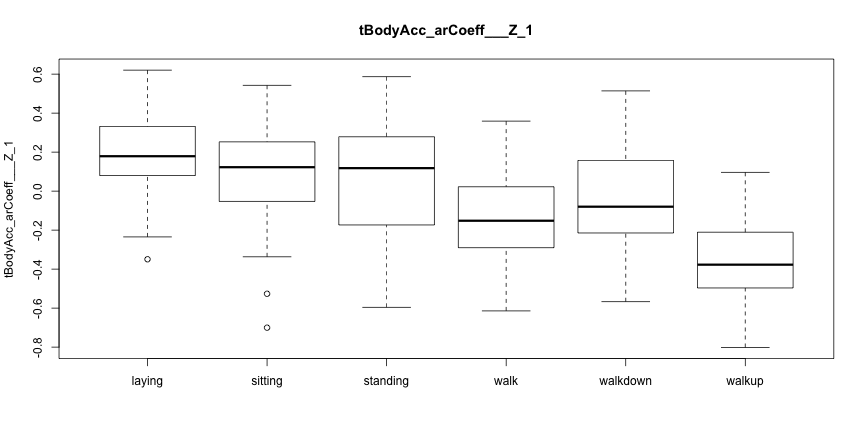 tBodyAcc_arCoeff___Z_1
tBodyAcc_arCoeff___Z_1
0.6
0.4
0.2
0.0
-0.2
-0.4
-0.6
-0.8
laying sitting standing walk walkdown walkup